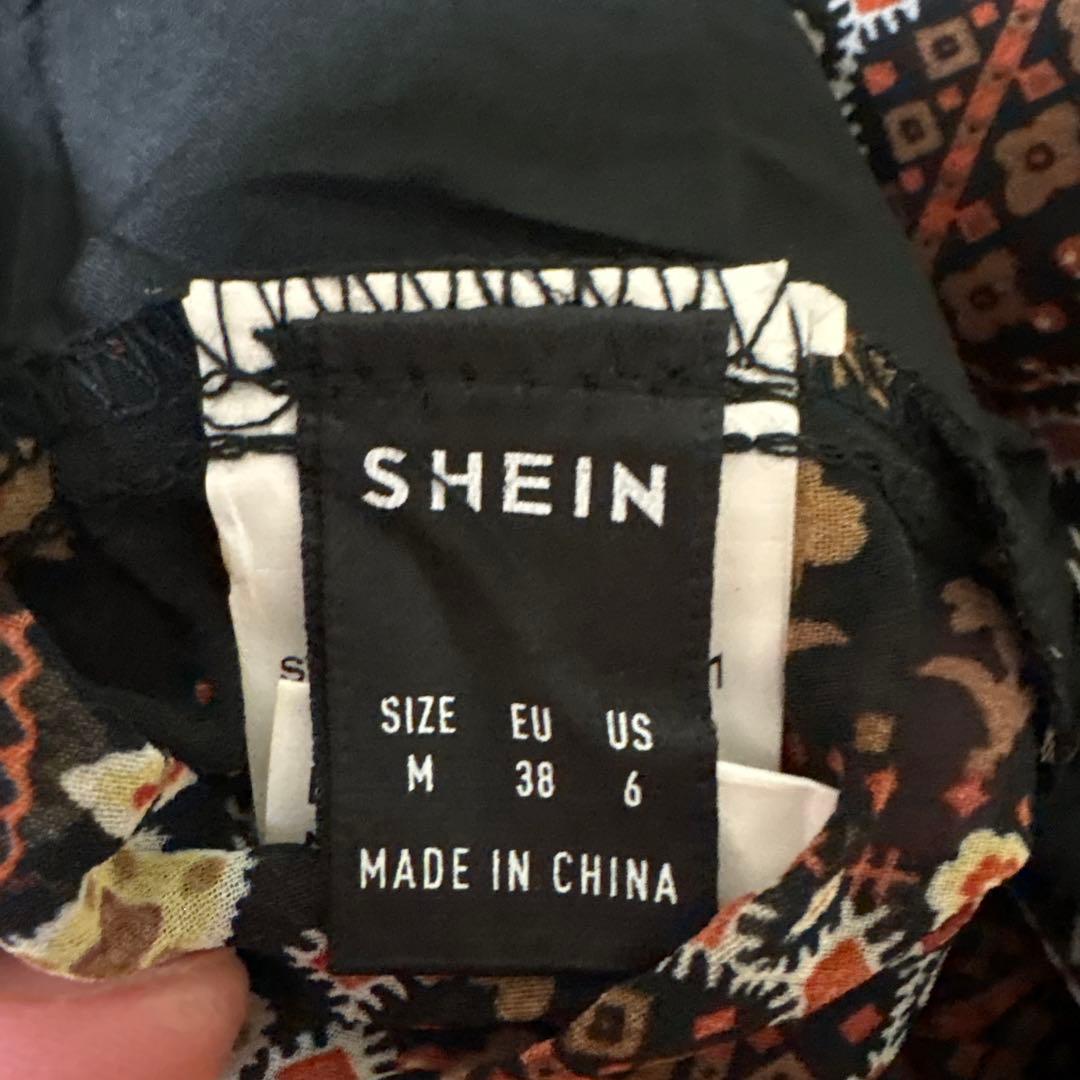 SHEIN
SIZE EU US
M 38 6
MADE IN CHINA